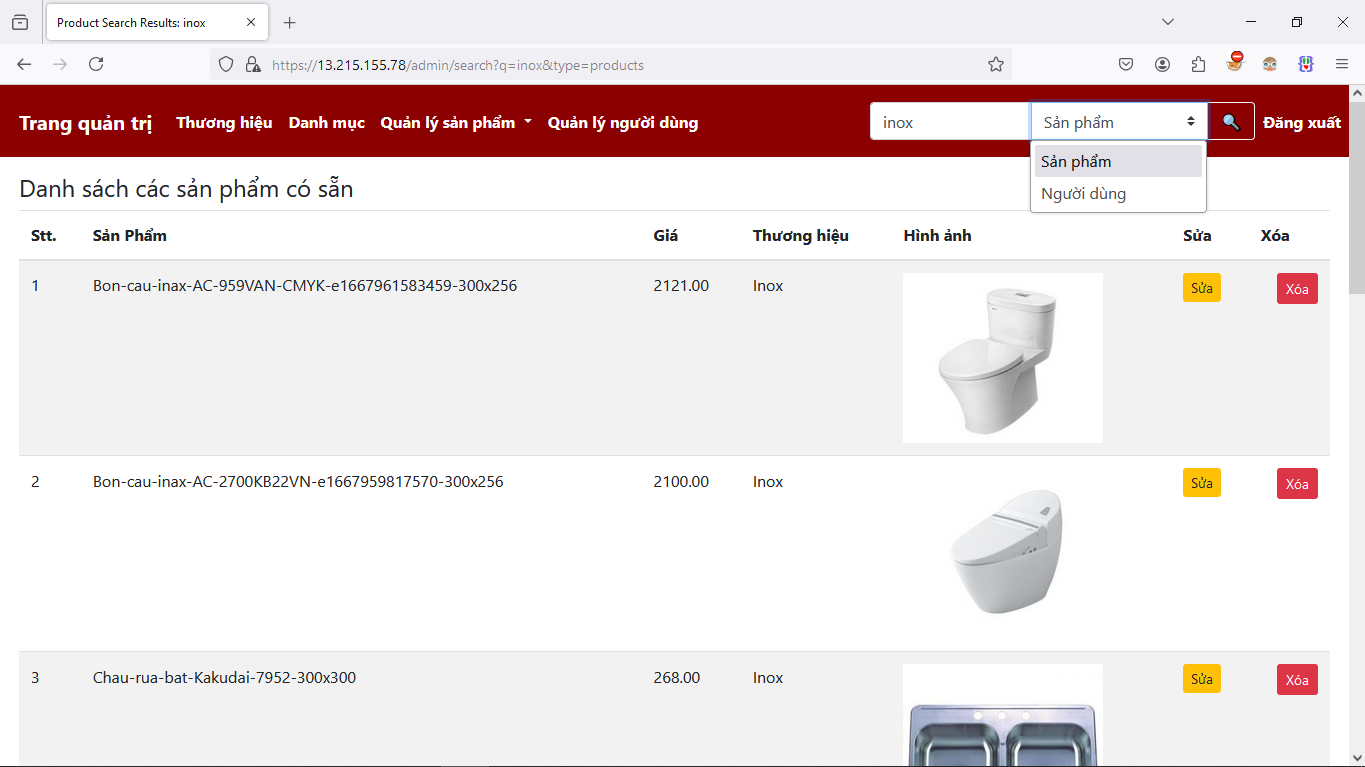 Product Search Results: inox
https://13.215.155.78/admin/search?q=inox&type=products
Trang quản trị Thương hiệu Danh mục Quản lý sản phẩm Quản lý người dùng inox Sản phẩm Đăng xuất
Sản phẩm
Người dùng
Danh sách các sản phẩm có sẵn
Stt. Sản Phẩm Giá Thương hiệu Hình ảnh Sửa Xóa
1 Bon-cau-inax-AC-959VAN-CMYK-e1667961583459-300x256 2121.00 Inox Sửa Xóa
2 Bon-cau-inax-AC-2700KB22VN-e1667959817570-300x256 2100.00 Inox Sửa Xóa
3 Chau-rua-bat-Kakudai-7952-300x300 268.00 Inox Sửa Xóa